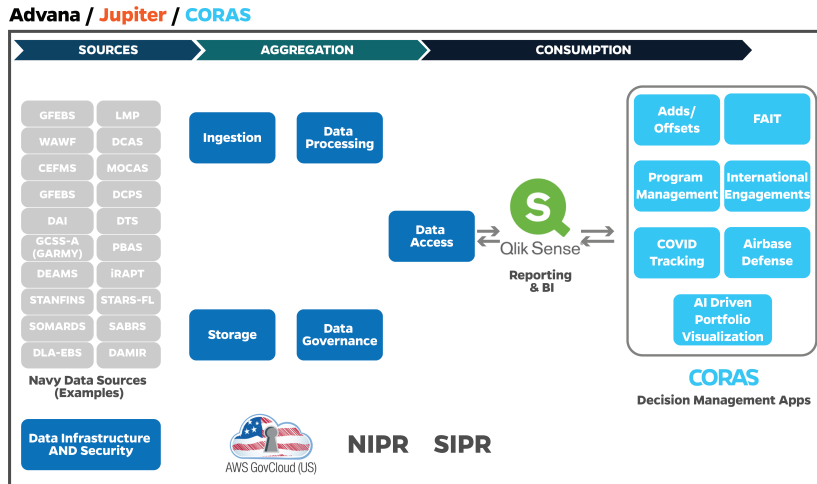 Advana / Jupiter / CORAS
SOURCES
AGGREGATION
CONSUMPTION
GFEBS
LMP
WAWF
DCAS
CEFMS
MOCAS
GFEBS
DCPS
DAI
DTS
GCSS-A
(GARMY)
PBAS
DEAMS
iRAPT
STANFINS
STARS-FL
SOMARDS
SABRS
DLA-EBS
DAMIR
Navy Data Sources
(Examples)
Data Infrastructure
AND Security
Ingestion
Data
Processing
Storage
Data
Governance
Data
Access
S
Qlik Sense
Reporting
& BI
AWS GovCloud (US)
NIPR
SIPR
Adds/
Offsets
FAIT
Program
Management
International
Engagements
COVID
Tracking
Airbase
Defense
AI Driven
Portfolio
Visualization
CORAS
Decision Management Apps